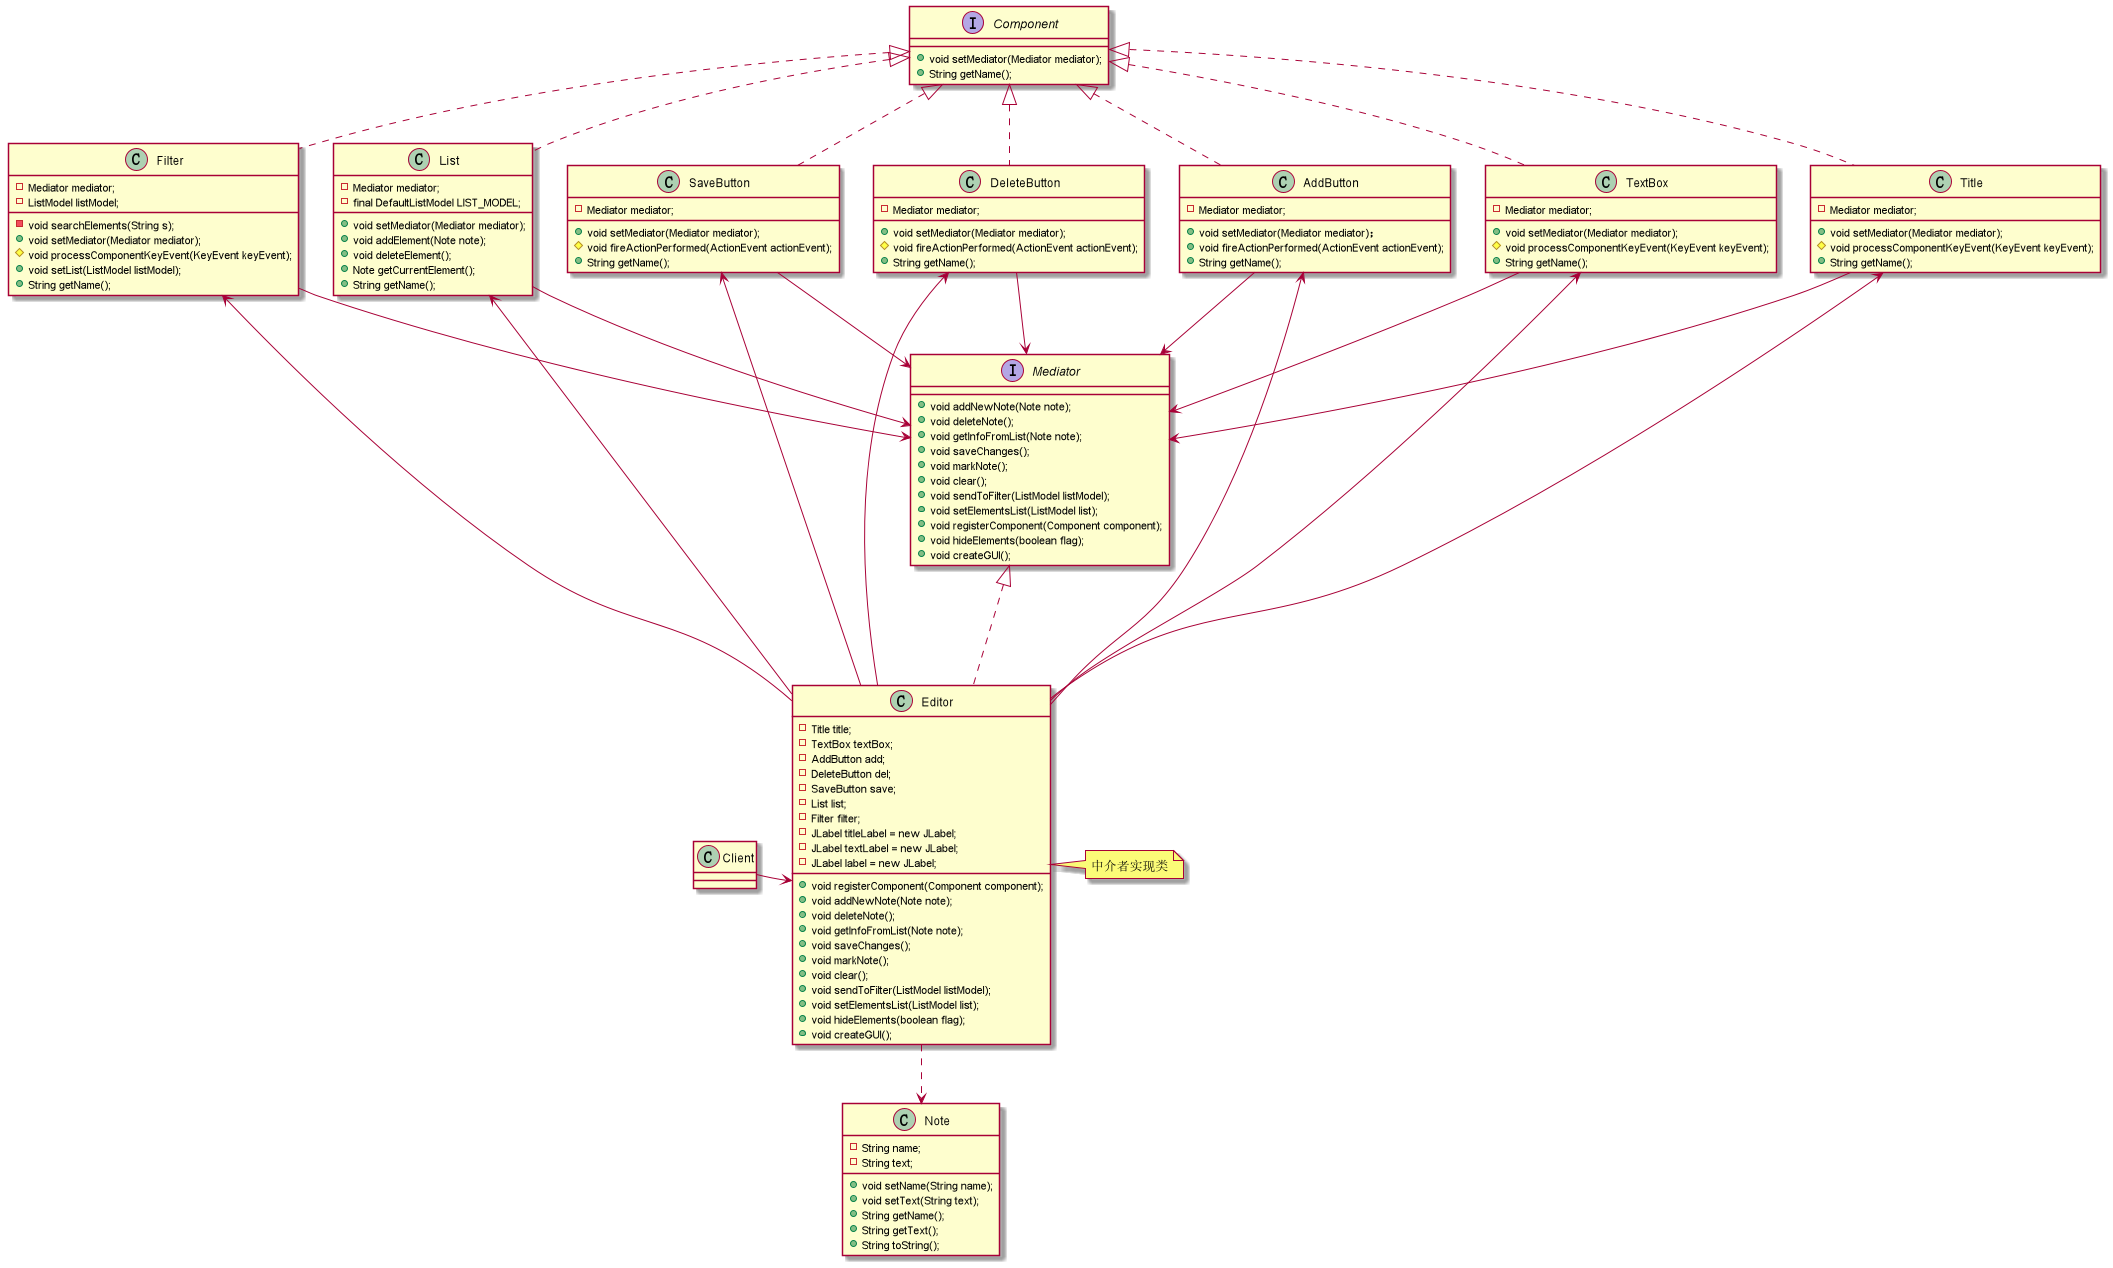 I Component
void setMediator(Mediator mediator);
String getName();
C Filter
Mediator mediator;
ListModel listModel;
void searchElements(String s);
void setMediator(Mediator mediator);
void processComponentKeyEvent(KeyEvent keyEvent);
void setList(ListModel listModel);
String getName();
C List
Mediator mediator;
final DefaultListModel LIST_MODEL;
void setMediator(Mediator mediator);
void addElement(Note note);
void deleteElement();
Note getCurrentElement();
String getName();
C SaveButton
Mediator mediator;
void setMediator(Mediator mediator);
void fireActionPerformed(ActionEvent actionEvent);
String getName();
C DeleteButton
Mediator mediator;
void setMediator(Mediator mediator);
void fireActionPerformed(ActionEvent actionEvent);
String getName();
C AddButton
Mediator mediator;
void setMediator(Mediator mediator);
void fireActionPerformed(ActionEvent actionEvent);
String getName();
C TextBox
Mediator mediator;
void setMediator(Mediator mediator);
void processComponentKeyEvent(KeyEvent keyEvent);
String getName();
C Title
Mediator mediator;
void setMediator(Mediator mediator);
void processComponentKeyEvent(KeyEvent keyEvent);
String getName();
I Mediator
void addNewNote(Note note);
void deleteNote();
void getInfoFromList(Note note);
void saveChanges();
void markNote();
void clear();
void sendToFilter(ListModel listModel);
void setElementsList(ListModel list);
void registerComponent(Component component);
void hideElements(boolean flag);
void createGUI();
C Editor
Title title;
TextBox textBox;
AddButton add;
DeleteButton del;
SaveButton save;
List list;
Filter filter;
JLabel titleLabel = new JLabel;
JLabel textLabel = new JLabel;
JLabel label = new JLabel;
void registerComponent(Component component);
void addNewNote(Note note);
void deleteNote();
void getInfoFromList(Note note);
void saveChanges();
void markNote();
void clear();
void sendToFilter(ListModel listModel);
void setElementsList(ListModel list);
void hideElements(boolean flag);
void createGUI();
C Client
中介者实现类
C Note
String name;
String text;
void setName(String name);
void setText(String text);
String getName();
String getText();
String toString();